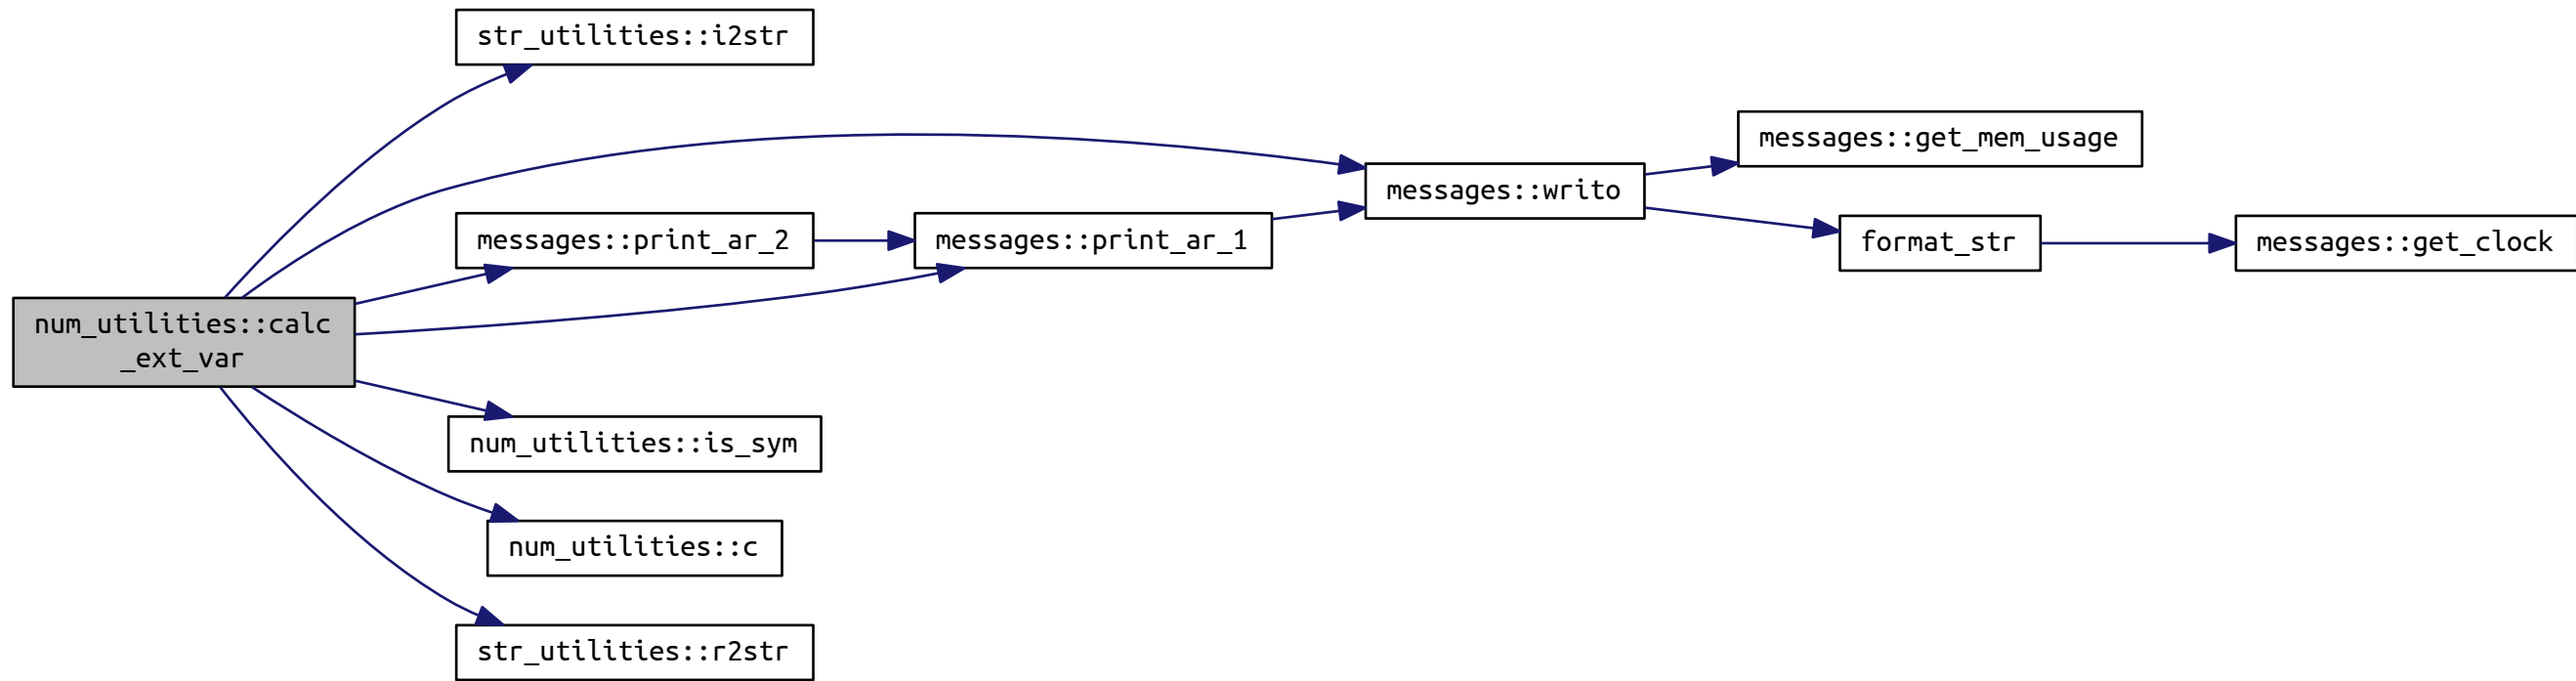 str_utilities::i2str
messages::get_mem_usage
messages::writo
messages::print_ar_2
messages::print_ar_1
format_str
messages::get_clock
num_utilities::calc
_ext_var
num_utilities::is_sym
num_utilities::c
str_utilities::r2str